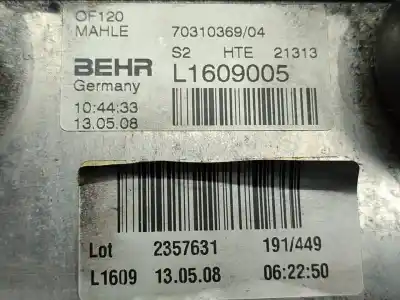 OF120
MAHLE 70310369/04
S2 HTE 21313
BEHR L1609005
Germany
10:44:33
13.05.08
Lot 2357631 191/449
L1609 13.05.08 06:22:50